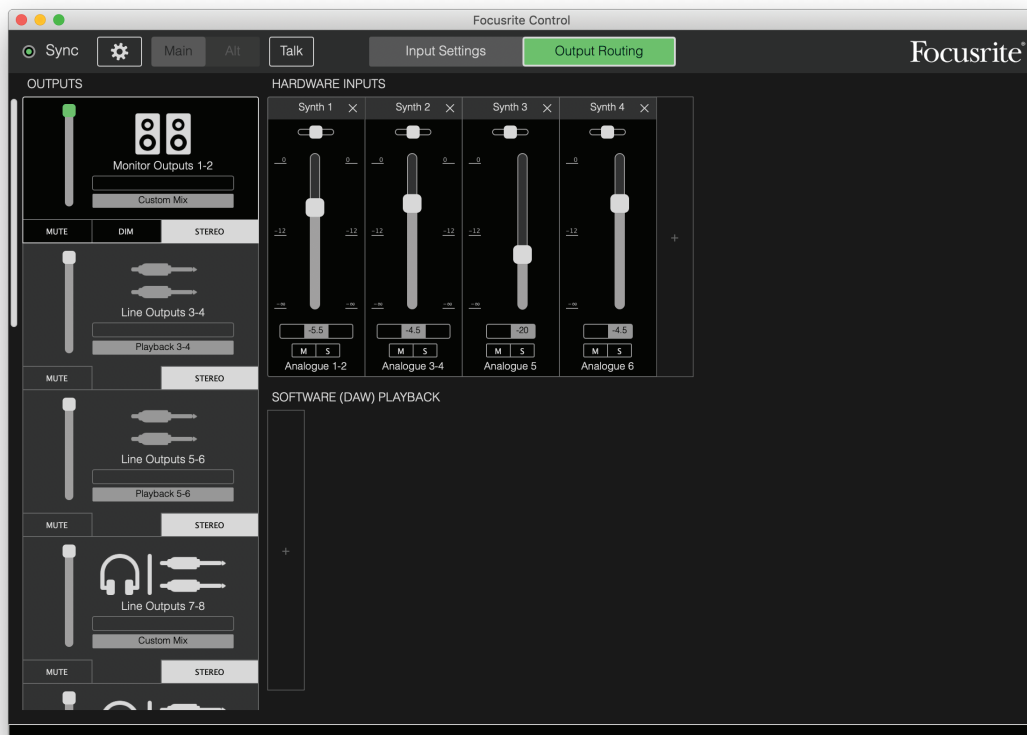 Focusrite Control
Sync
Main Alt
Talk
Input Settings
Output Routing
Focusrite®
OUTPUTS
Monitor Outputs 1-2
Custom Mix
MUTE DIM STEREO
Line Outputs 3-4
Playback 3-4
MUTE STEREO
Line Outputs 5-6
Playback 5-6
MUTE STEREO
Line Outputs 7-8
Custom Mix
MUTE STEREO
HARDWARE INPUTS
Synth 1 Synth 2 Synth 3 Synth 4
0 0 0 0 0 0
-12 -12 -12 -12 -12 -12
-∞ -∞ -∞ -∞ -∞ -∞
-5.5 -4.5 -20 -4.5
M S M S M S M S
Analogue 1-2 Analogue 3-4 Analogue 5 Analogue 6
+
SOFTWARE (DAW) PLAYBACK
+